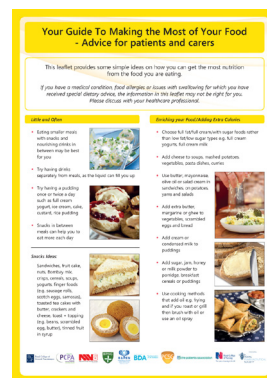 Your Guide To Making the Most of Your Food
- Advice for patients and carers
This leaflet provides some simple ideas on how you can get the most nutrition
from the food you are eating.
If you have a medical condition, food allergies or issues with swallowing for which you have
received special dietary advice, the information in this leaflet may not be right for you.
Please discuss with your healthcare professional.
Little and Often
• Eating smaller meals
with snacks and
nourishing drinks in
between may be best
for you
• Try having drinks
separately from meals, as the liquid can fill you up
• Try having a pudding
once or twice a day
such as full cream
yogurt, ice cream, cake,
custard, rice pudding
• Snacks in between
meals can help you to
eat more each day
Snacks Ideas:
Sandwiches, fruit cake,
nuts, Bombay mix,
crisps, cereals, soups,
yogurts, finger foods
(e.g. sausage rolls,
scotch eggs, samosas),
toasted tea cakes with
butter, crackers and
cheese, toast + topping
(e.g. beans, scrambled
egg, butter), tinned fruit
in syrup
Enriching your Food/Adding Extra Calories
• Choose full fat/full cream/with sugar foods rather
than low fat/low sugar types e.g. full cream
yogurts, full cream milk
• Add cheese to soups, mashed potatoes,
vegetables, pasta dishes, curries
• Use butter, mayonnaise,
olive oil or salad cream in
sandwiches, on potatoes,
pasta and salads
• Add extra butter,
margarine or ghee to
vegetables, scrambled
eggs and bread
• Add cream or
condensed milk to
puddings
• Add sugar, jam, honey
or milk powder to
porridge, breakfast
cereals or puddings
• Use cooking methods
that add oil e.g. frying
and if you roast or grill
then brush with oil or
use an oil spray
BDA